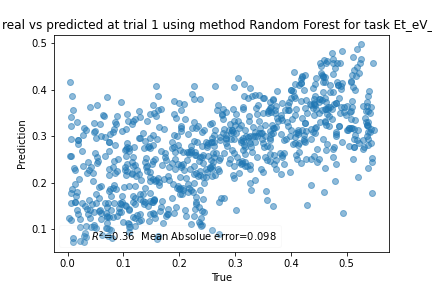 real vs predicted at trial 1 using method Random Forest for task Et_eV_
0.5
0.4
0.3
0.2
0.1
Prediction
R²=0.36 Mean Absolue error=0.098
0.0 0.1 0.2 0.3 0.4 0.5
True